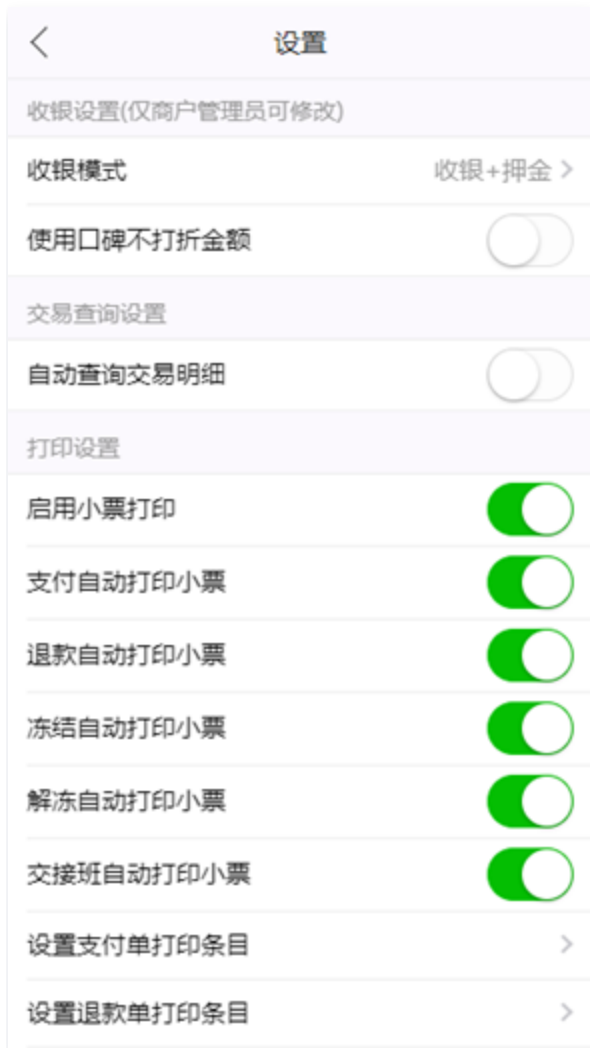 设置
收银设置(仅商户管理员可修改)
收银模式 收银+押金
使用口碑不打折金额
交易查询设置
自动查询交易明细
打印设置
启用小票打印
支付自动打印小票
退款自动打印小票
冻结自动打印小票
解冻自动打印小票
交接班自动打印小票
设置支付单打印条目
设置退款单打印条目